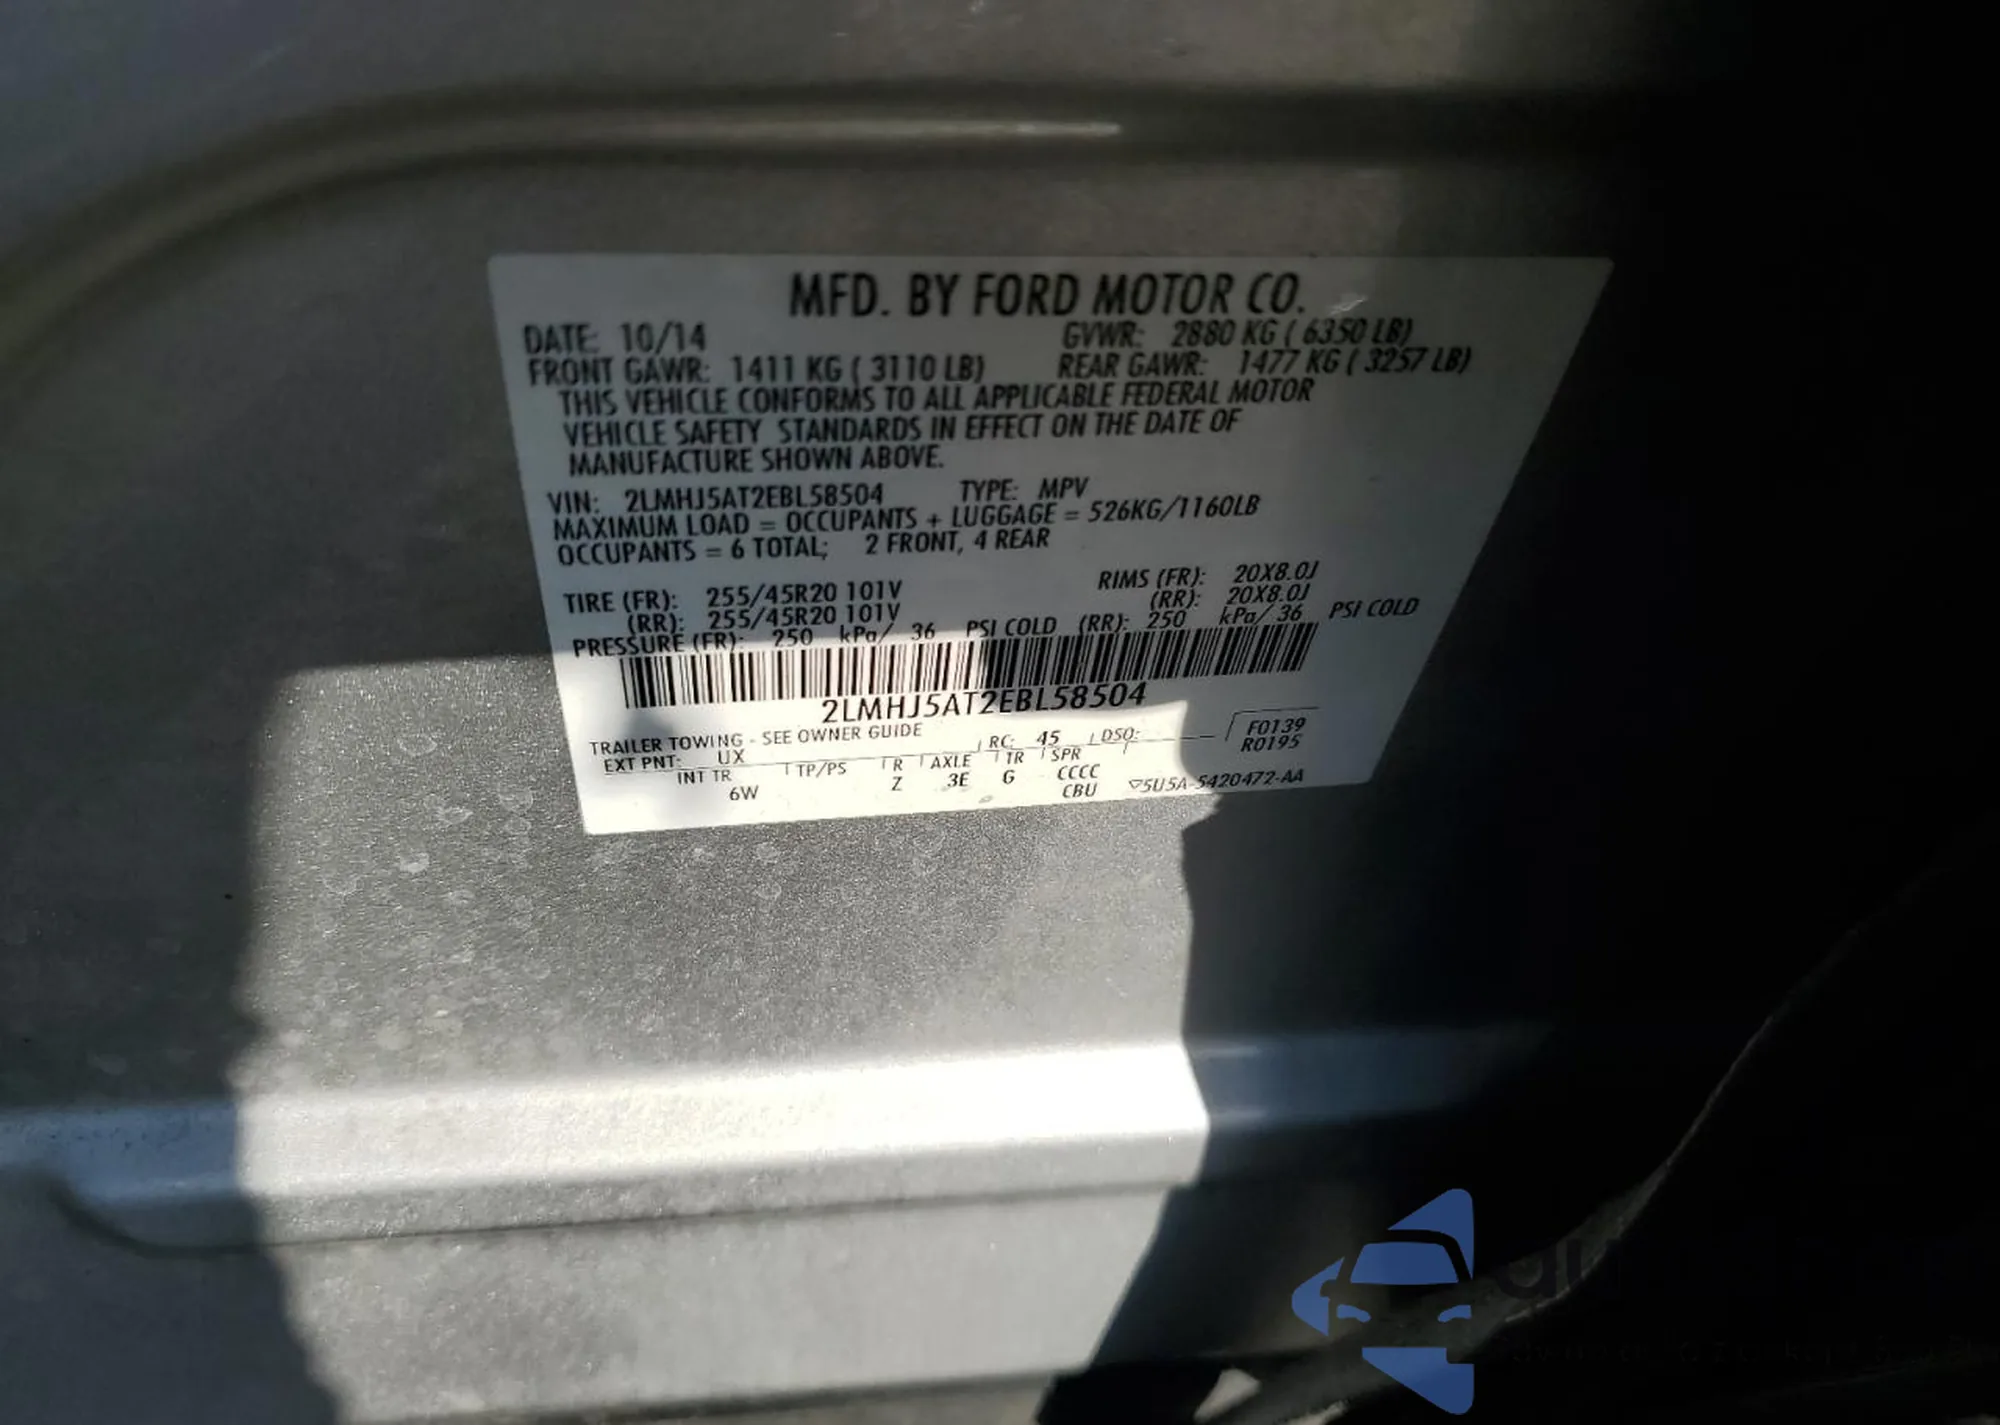 MFD. BY FORD MOTOR CO.
DATE: 10/14 GVWR: 2880 KG ( 6350 LB)
FRONT GAWR: 1411 KG ( 3110 LB) REAR GAWR: 1477 KG ( 3257 LB)
THIS VEHICLE CONFORMS TO ALL APPLICABLE FEDERAL MOTOR
VEHICLE SAFETY STANDARDS IN EFFECT ON THE DATE OF
MANUFACTURE SHOWN ABOVE.
VIN: 2LMHJ5AT2EBL58504 TYPE: MPV
MAXIMUM LOAD = OCCUPANTS + LUGGAGE = 526KG/1160LB
OCCUPANTS = 6 TOTAL; 2 FRONT, 4 REAR
TIRE (FR): 255/45R20 101V RIMS (FR): 20X8.0J
(RR): 255/45R20 101V (RR): 20X8.0J
PRESSURE (FR): 250 kPa/ 36 PSI COLD (RR): 250 kPa/ 36 PSI COLD
2LMHJ5AT2EBL58504
TRAILER TOWING - SEE OWNER GUIDE
F0139
EXT PNT: UX RC: 45 DSO: R0195
INT TR TP/PS R AXLE TR SPR
6W Z 3E G CCCC
CBU 5U5A-5420472-AA